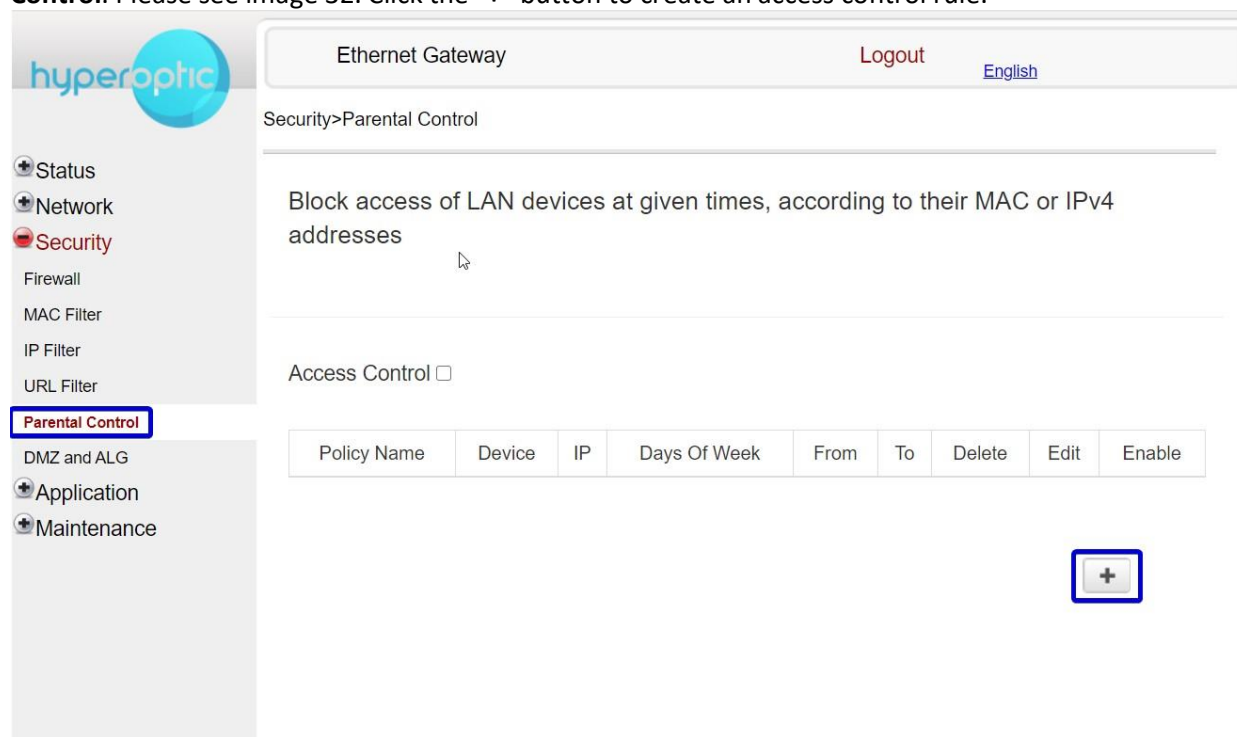 Control. Please see image 32. Click the "+" button to create an access control rule.
hyperoptic
Ethernet Gateway
Logout
English
Security>Parental Control
Status
Network
Security
Firewall
MAC Filter
IP Filter
URL Filter
Parental Control
DMZ and ALG
Application
Maintenance
Block access of LAN devices at given times, according to their MAC or IPv4
addresses
Access Control
Policy Name Device IP Days Of Week From To Delete Edit Enable
+